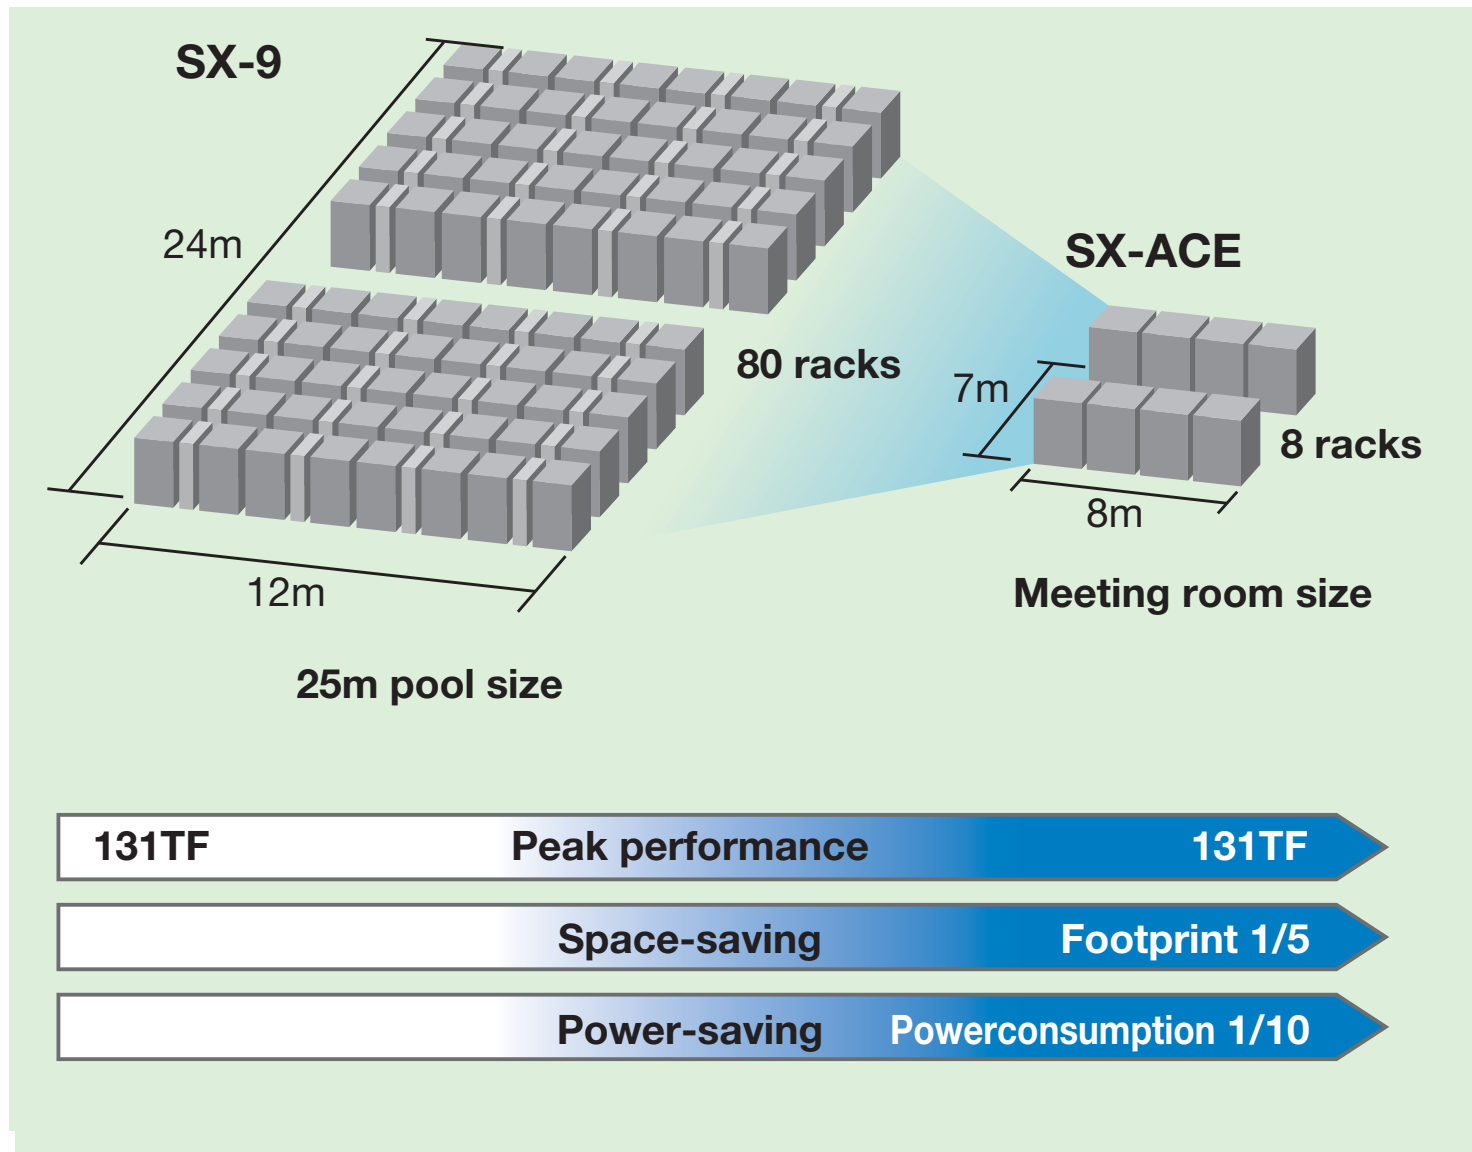 SX-9
24m
80 racks
12m
25m pool size
SX-ACE
7m
8 racks
8m
Meeting room size
131TF Peak performance 131TF
Space-saving Footprint 1/5
Power-saving Powerconsumption 1/10